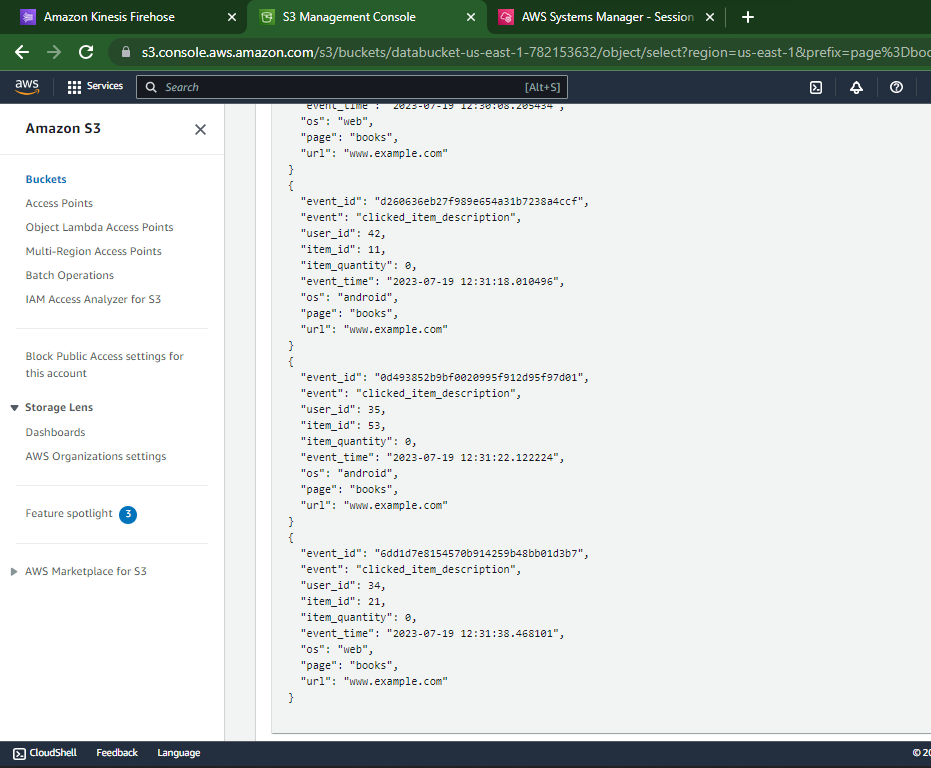 Amazon Kinesis Firehose
S3 Management Console
AWS Systems Manager - Session
s3.console.aws.amazon.com/s3/buckets/databucket-us-east-1-782153632/object/select?region=us-east-1&prefix=page%3Dboo
aws
Services
Search
[Alt+S]
Amazon S3
Buckets
Access Points
Object Lambda Access Points
Multi-Region Access Points
Batch Operations
IAM Access Analyzer for S3
Block Public Access settings for
this account
Storage Lens
Dashboards
AWS Organizations settings
Feature spotlight 3
AWS Marketplace for S3
"event_time": "2023-07-19 12:30:08.205434",
"os": "web",
"page": "books",
"url": "www.example.com"
}
{
"event_id": "d260636eb27f989e654a31b7238a4ccf",
"event": "clicked_item_description",
"user_id": 42,
"item_id": 11,
"item_quantity": 0,
"event_time": "2023-07-19 12:31:18.010496",
"os": "android",
"page": "books",
"url": "www.example.com"
}
{
"event_id": "0d493852b9bf0020995f912d95f97d01",
"event": "clicked_item_description",
"user_id": 35,
"item_id": 53,
"item_quantity": 0,
"event_time": "2023-07-19 12:31:22.122224",
"os": "android",
"page": "books",
"url": "www.example.com"
}
{
"event_id": "6dd1d7e8154570b914259b48bb01d3b7",
"event": "clicked_item_description",
"user_id": 34,
"item_id": 21,
"item_quantity": 0,
"event_time": "2023-07-19 12:31:38.468101",
"os": "web",
"page": "books",
"url": "www.example.com"
}
CloudShell
Feedback
Language
© 20